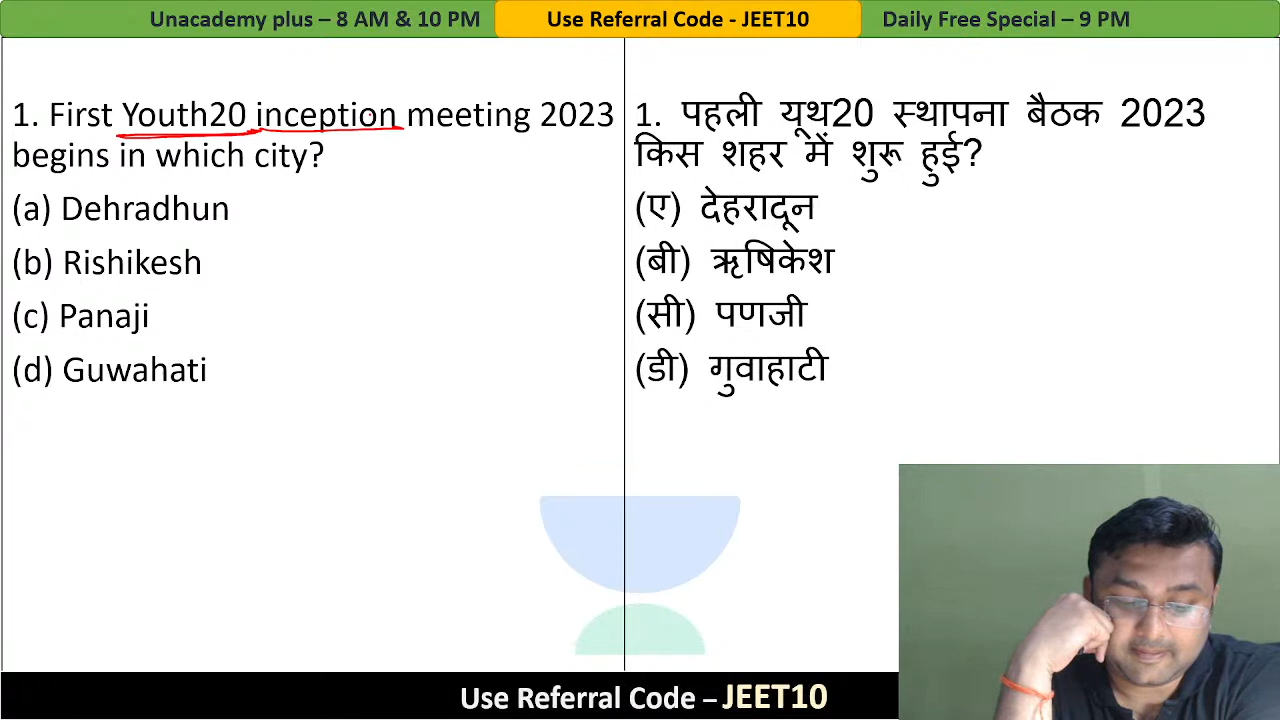 Unacademy plus – 8 AM & 10 PM
Use Referral Code - JEET10
Daily Free Special – 9 PM
1. First Youth20 inception meeting 2023
begins in which city?
(a) Dehradhun
(b) Rishikesh
(c) Panaji
(d) Guwahati
1. पहली यूथ20 स्थापना बैठक 2023
किस शहर में शुरू हुई?
(ए) देहरादून
(बी) ऋषिकेश
(सी) पणजी
(डी) गुवाहाटी
Use Referral Code – JEET10